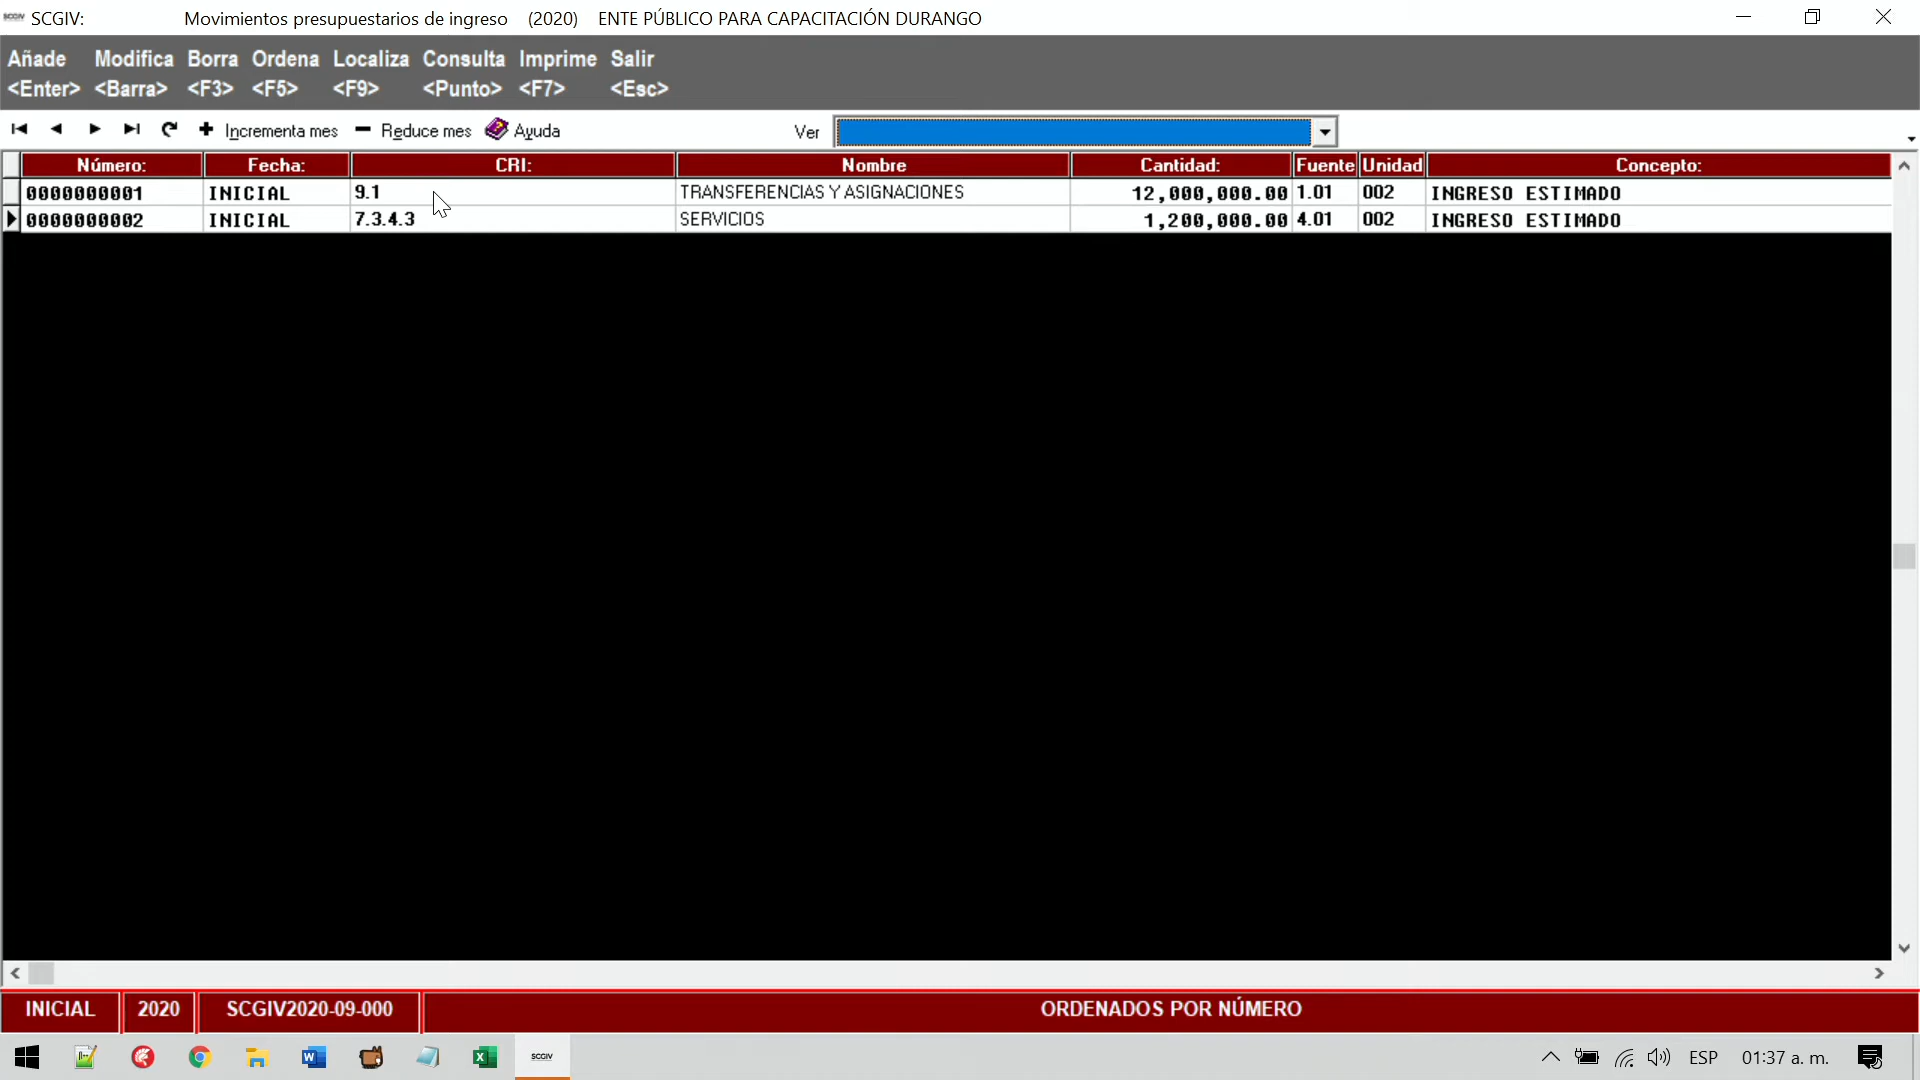 SCGIV SCGIV: Movimientos presupuestarios de ingreso (2020) ENTE PÚBLICO PARA CAPACITACIÓN DURANGO
Añade Modifica Borra Ordena Localiza Consulta Imprime Salir
<Enter> <Barra> <F3> <F5> <F9> <Punto> <F7> <Esc>
Incrementa mes Reduce mes Ayuda Ver
Número: Fecha: CRI: Nombre Cantidad: Fuente Unidad Concepto:
0000000001 INICIAL 9.1 TRANSFERENCIAS Y ASIGNACIONES 12,000,000.00 1.01 002 INGRESO ESTIMADO
0000000002 INICIAL 7.3.4.3 SERVICIOS 1,200,000.00 4.01 002 INGRESO ESTIMADO
INICIAL 2020 SCGIV2020-09-000 ORDENADOS POR NÚMERO
SCGIV ESP 01:37 a. m.